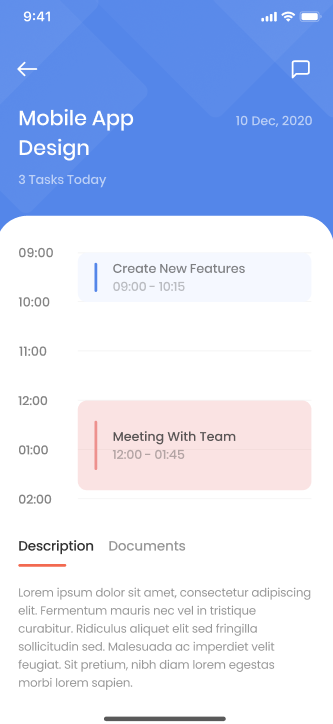 9:41
Mobile App
Design
10 Dec, 2020
3 Tasks Today
09:00
Create New Features
09:00 - 10:15
10:00
11:00
12:00
Meeting With Team
01:00
12:00 - 01:45
02:00
Description Documents
Lorem ipsum dolor sit amet, consectetur adipiscing
elit. Fermentum mauris nec vel in tristique
curabitur. Ridiculus aliquet elit sed fringilla
sollicitudin sed. Malesuada ac imperdiet velit
feugiat. Sit pretium, nibh diam lorem egestas
morbi lorem sapien.